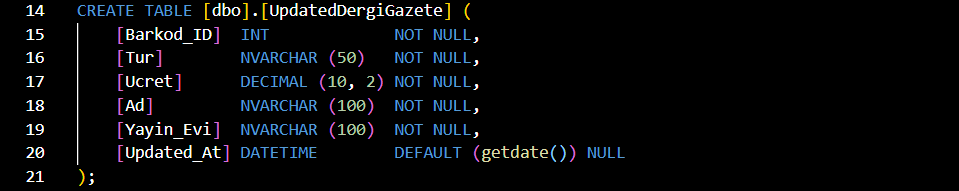 14 CREATE TABLE [dbo].[UpdatedDergiGazete] (
15     [Barkod_ID]  INT             NOT NULL,
16     [Tur]        NVARCHAR (50)   NOT NULL,
17     [Ucret]      DECIMAL (10, 2) NOT NULL,
18     [Ad]         NVARCHAR (100)  NOT NULL,
19     [Yayin_Evi]  NVARCHAR (100)  NOT NULL,
20     [Updated_At] DATETIME        DEFAULT (getdate()) NULL
21 );